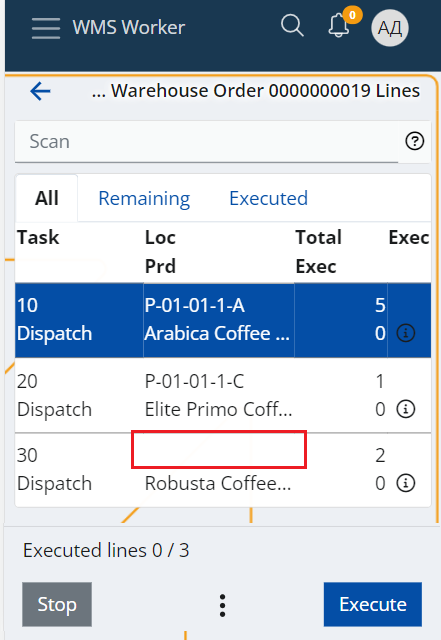 WMS Worker
0
АД
... Warehouse Order 0000000019 Lines
Scan
All Remaining Executed
Task Loc Total Exec
Prd Exec
10 P-01-01-1-A 5
Dispatch Arabica Coffee ... 0
20 P-01-01-1-C 1
Dispatch Elite Primo Coff... 0
30 2
Dispatch Robusta Coffee... 0
Executed lines 0 / 3
Stop Execute